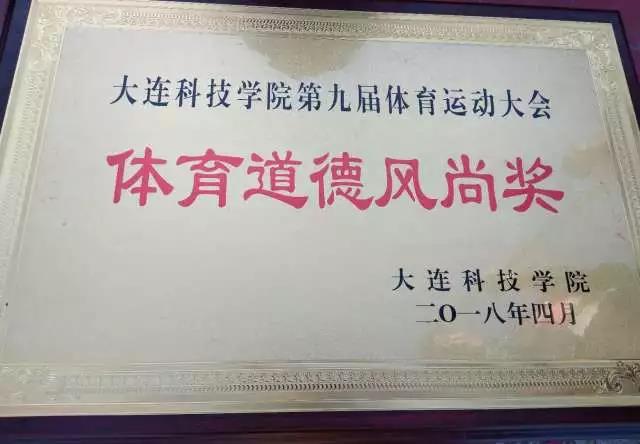 大连科技学院第九届体育运动大会
体育道德风尚奖
大连科技学院
二〇一八年四月